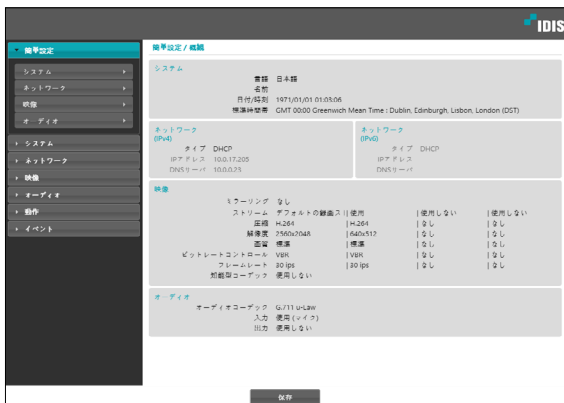 IDIS
簡単設定
システム
ネットワーク
映像
オーディオ
システム
ネットワーク
映像
オーディオ
動作
イベント
簡単設定 / 概観
システム
言語 日本語
名前
日付/時刻 1971/01/01 01:03:06
標準時間帯 GMT 00:00 Greenwich Mean Time : Dublin, Edinburgh, Lisbon, London (DST)
ネットワーク
(IPv4)
タイプ DHCP
IPアドレス 10.0.17.205
DNSサーバ 10.0.0.23
ネットワーク
(IPv6)
タイプ DHCP
IPアドレス
DNSサーバ
映像
ミラーリング なし
ストリーム デフォルトの録画ス | 使用 | 使用しない | 使用しない
圧縮 H.264 | H.264 | なし | なし
解像度 2560x2048 | 640x512 | なし | なし
画質 標準 | 標準 | なし | なし
ビットレートコントロール VBR | VBR | なし | なし
フレームレート 30 ips | 30 ips | なし | なし
知能型コーデック 使用しない
オーディオ
オーディオコーデック G.711 u-Law
入力 使用 (マイク)
出力 使用しない
保存